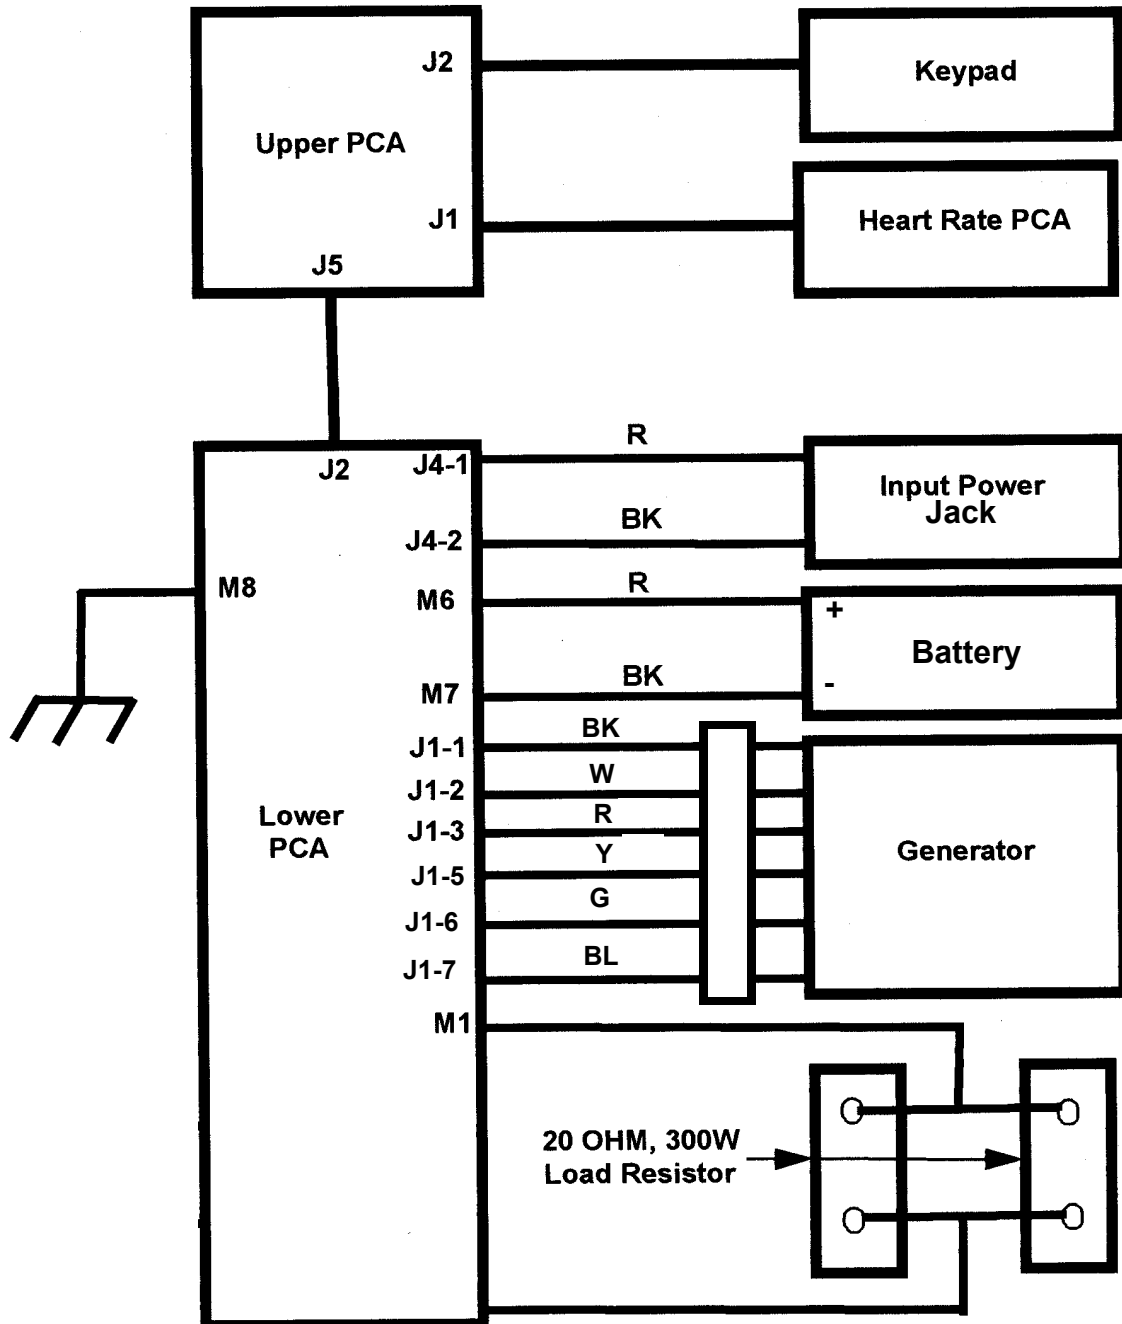 J2
Keypad
Upper PCA
J1
Heart Rate PCA
J5
R
J2
J4-1
Input Power
Jack
BK
J4-2
M8
R
M6
+
Battery
BK
M7
-
BK
J1-1
W
J1-2
R
J1-3
Lower
PCA
Y
J1-5
Generator
G
J1-6
BL
J1-7
M1
20 OHM, 300W
Load Resistor